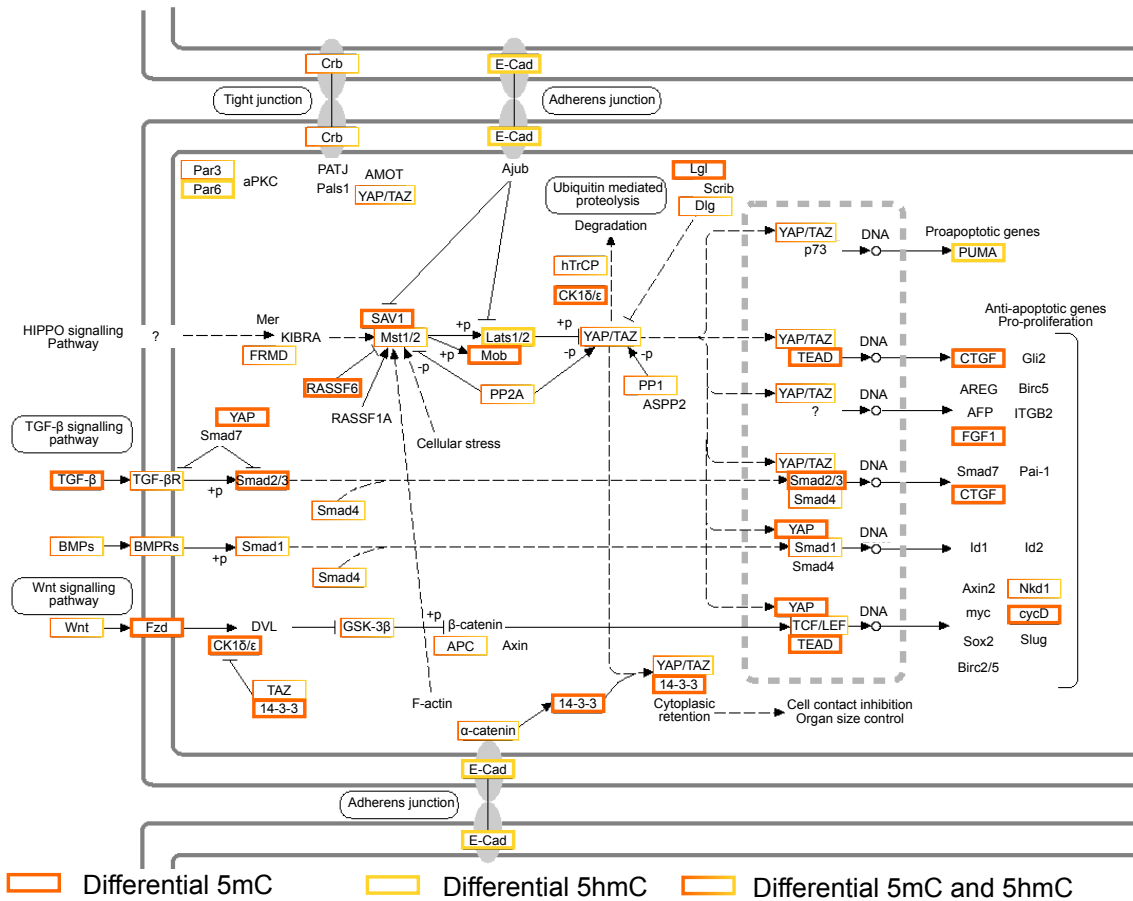 Crb
E-Cad
Tight junction
Adherens junction
Crb
E-Cad
Par3
aPKC
Par6
PATJ
Pals1
AMOT
YAP/TAZ
Ajub
Ubiquitin mediated
proteolysis
Degradation
Lgl
Scrib
Dlg
hTrCP
CK1δ/ε
YAP/TAZ
p73
DNA
Proapoptotic genes
PUMA
HIPPO signalling
Pathway
?
Mer
FRMD
KIBRA
SAV1
Mst1/2
+p
+p
Lats1/2
Mob
+p
-p
YAP/TAZ
-p
-p
RASSF6
RASSF1A
PP2A
PP1
ASPP2
Cellular stress
Anti-apoptotic genes
Pro-proliferation
YAP/TAZ
TEAD
DNA
CTGF
Gli2
YAP/TAZ
?
DNA
AREG
Birc5
AFP
ITGB2
FGF1
TGF-β signalling
pathway
YAP
Smad7
TGF-β
TGF-βR
+p
Smad2/3
Smad4
YAP/TAZ
Smad2/3
Smad4
DNA
Smad7
Pai-1
CTGF
BMPs
BMPRs
+p
Smad1
Smad4
YAP
Smad1
Smad4
DNA
Id1
Id2
Wnt signalling
pathway
Wnt
Fzd
DVL
CK1δ/ε
TAZ
14-3-3
GSK-3β
+p
β-catenin
APC
Axin
YAP
TCF/LEF
TEAD
DNA
Axin2
Nkd1
myc
cycD
Sox2
Slug
Birc2/5
F-actin
α-catenin
14-3-3
YAP/TAZ
14-3-3
Cytoplasic
retention
Cell contact inhibition
Organ size control
E-Cad
Adherens junction
E-Cad
Differential 5mC
Differential 5hmC
Differential 5mC and 5hmC